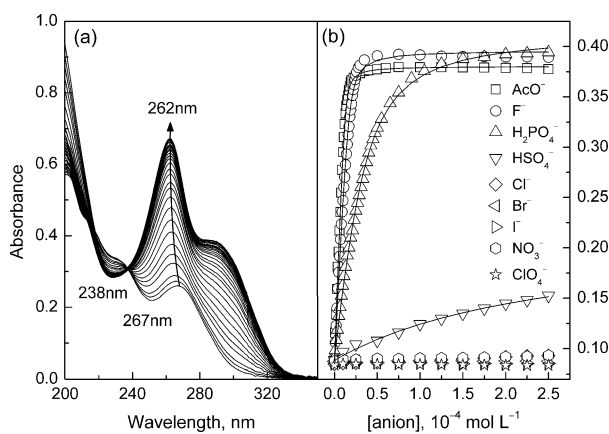 (a)
(b)
1.0
0.8
0.6
0.4
0.2
0.0
Absorbance
262nm
238nm
267nm
200
240
280
320
Wavelength, nm
AcO⁻
F⁻
H₂PO₄⁻
HSO₄⁻
Cl⁻
Br⁻
I⁻
NO₃⁻
ClO₄⁻
0.40
0.35
0.30
0.25
0.20
0.15
0.10
0.0
0.5
1.0
1.5
2.0
2.5
[anion], 10⁻⁴ mol L⁻¹